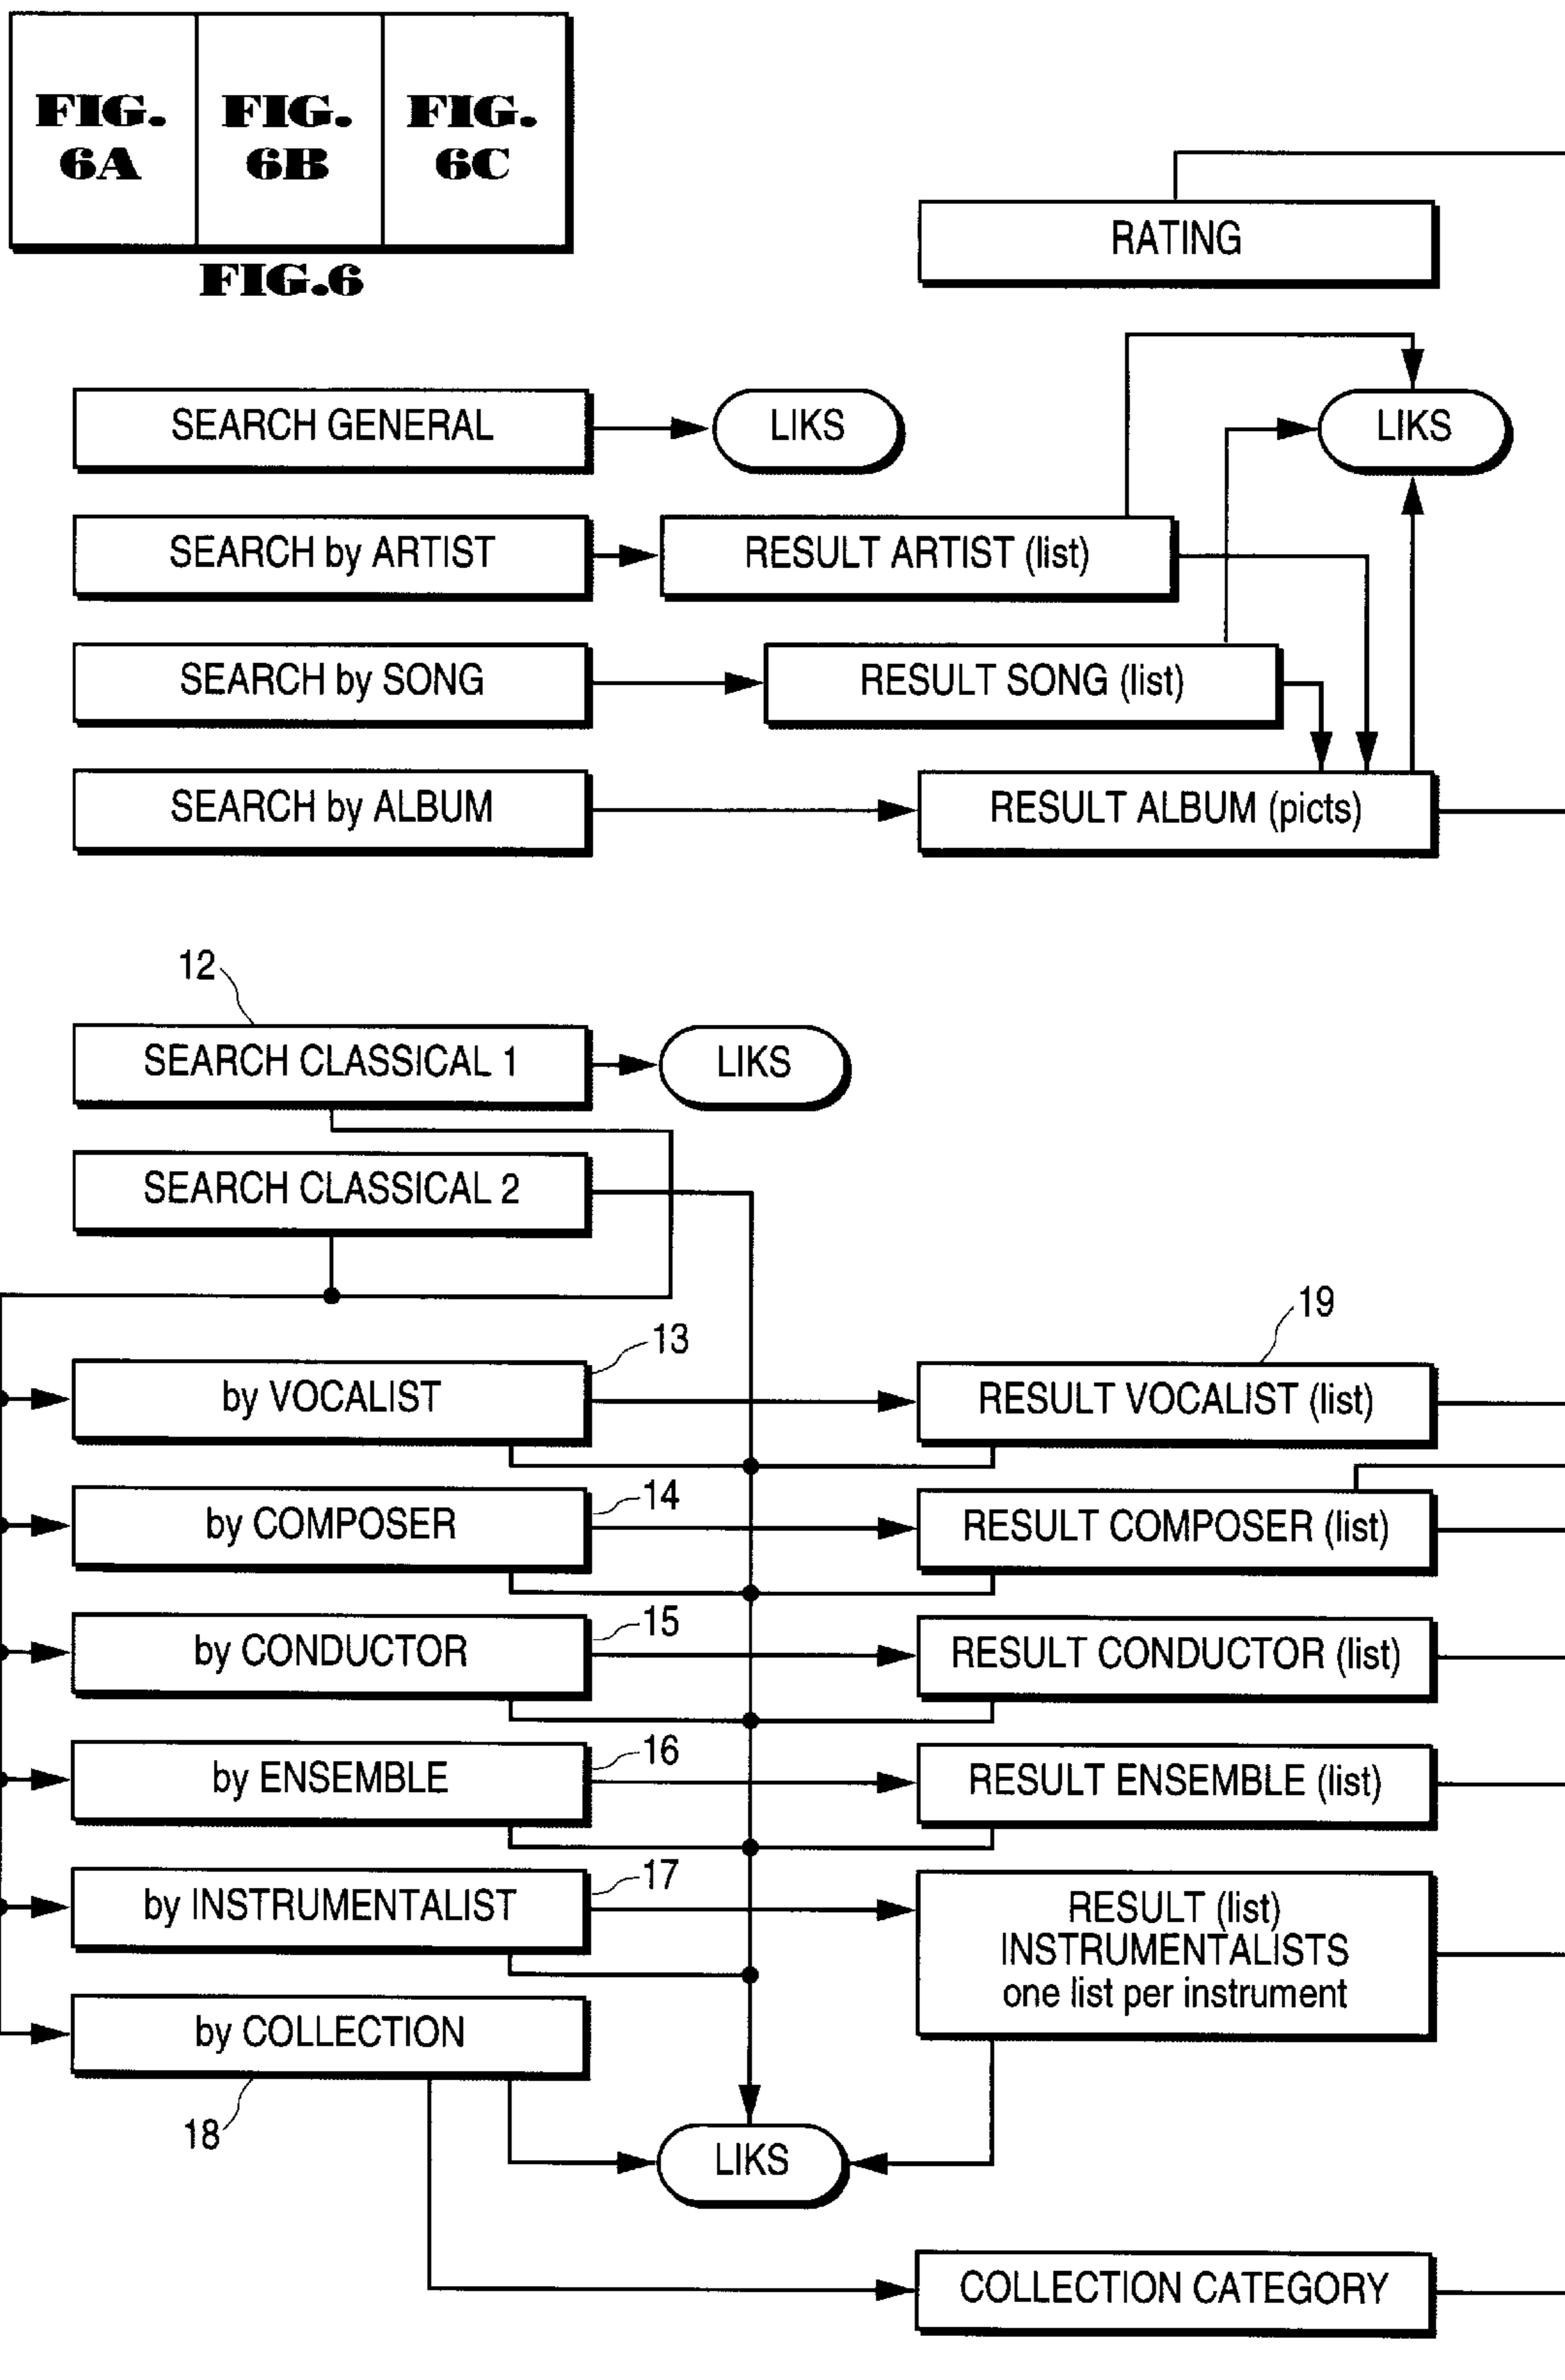 FIG. 6A
FIG. 6B
FIG. 6C
FIG.6
RATING
SEARCH GENERAL
LIKS
LIKS
SEARCH by ARTIST
RESULT ARTIST (list)
SEARCH by SONG
RESULT SONG (list)
SEARCH by ALBUM
RESULT ALBUM (picts)
12
SEARCH CLASSICAL 1
LIKS
SEARCH CLASSICAL 2
13
19
by VOCALIST
RESULT VOCALIST (list)
14
by COMPOSER
RESULT COMPOSER (list)
15
by CONDUCTOR
RESULT CONDUCTOR (list)
16
by ENSEMBLE
RESULT ENSEMBLE (list)
17
by INSTRUMENTALIST
RESULT (list)
INSTRUMENTALISTS
one list per instrument
by COLLECTION
18
LIKS
COLLECTION CATEGORY